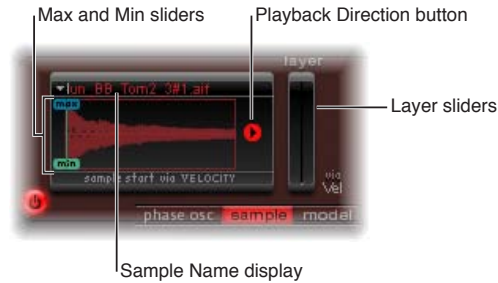 Max and Min sliders
Playback Direction button
layer
un_BB_Tom2_3#1.aif
max
min
sample start via VELOCITY
Layer sliders
via
Vel
phase osc sample model
Sample Name display